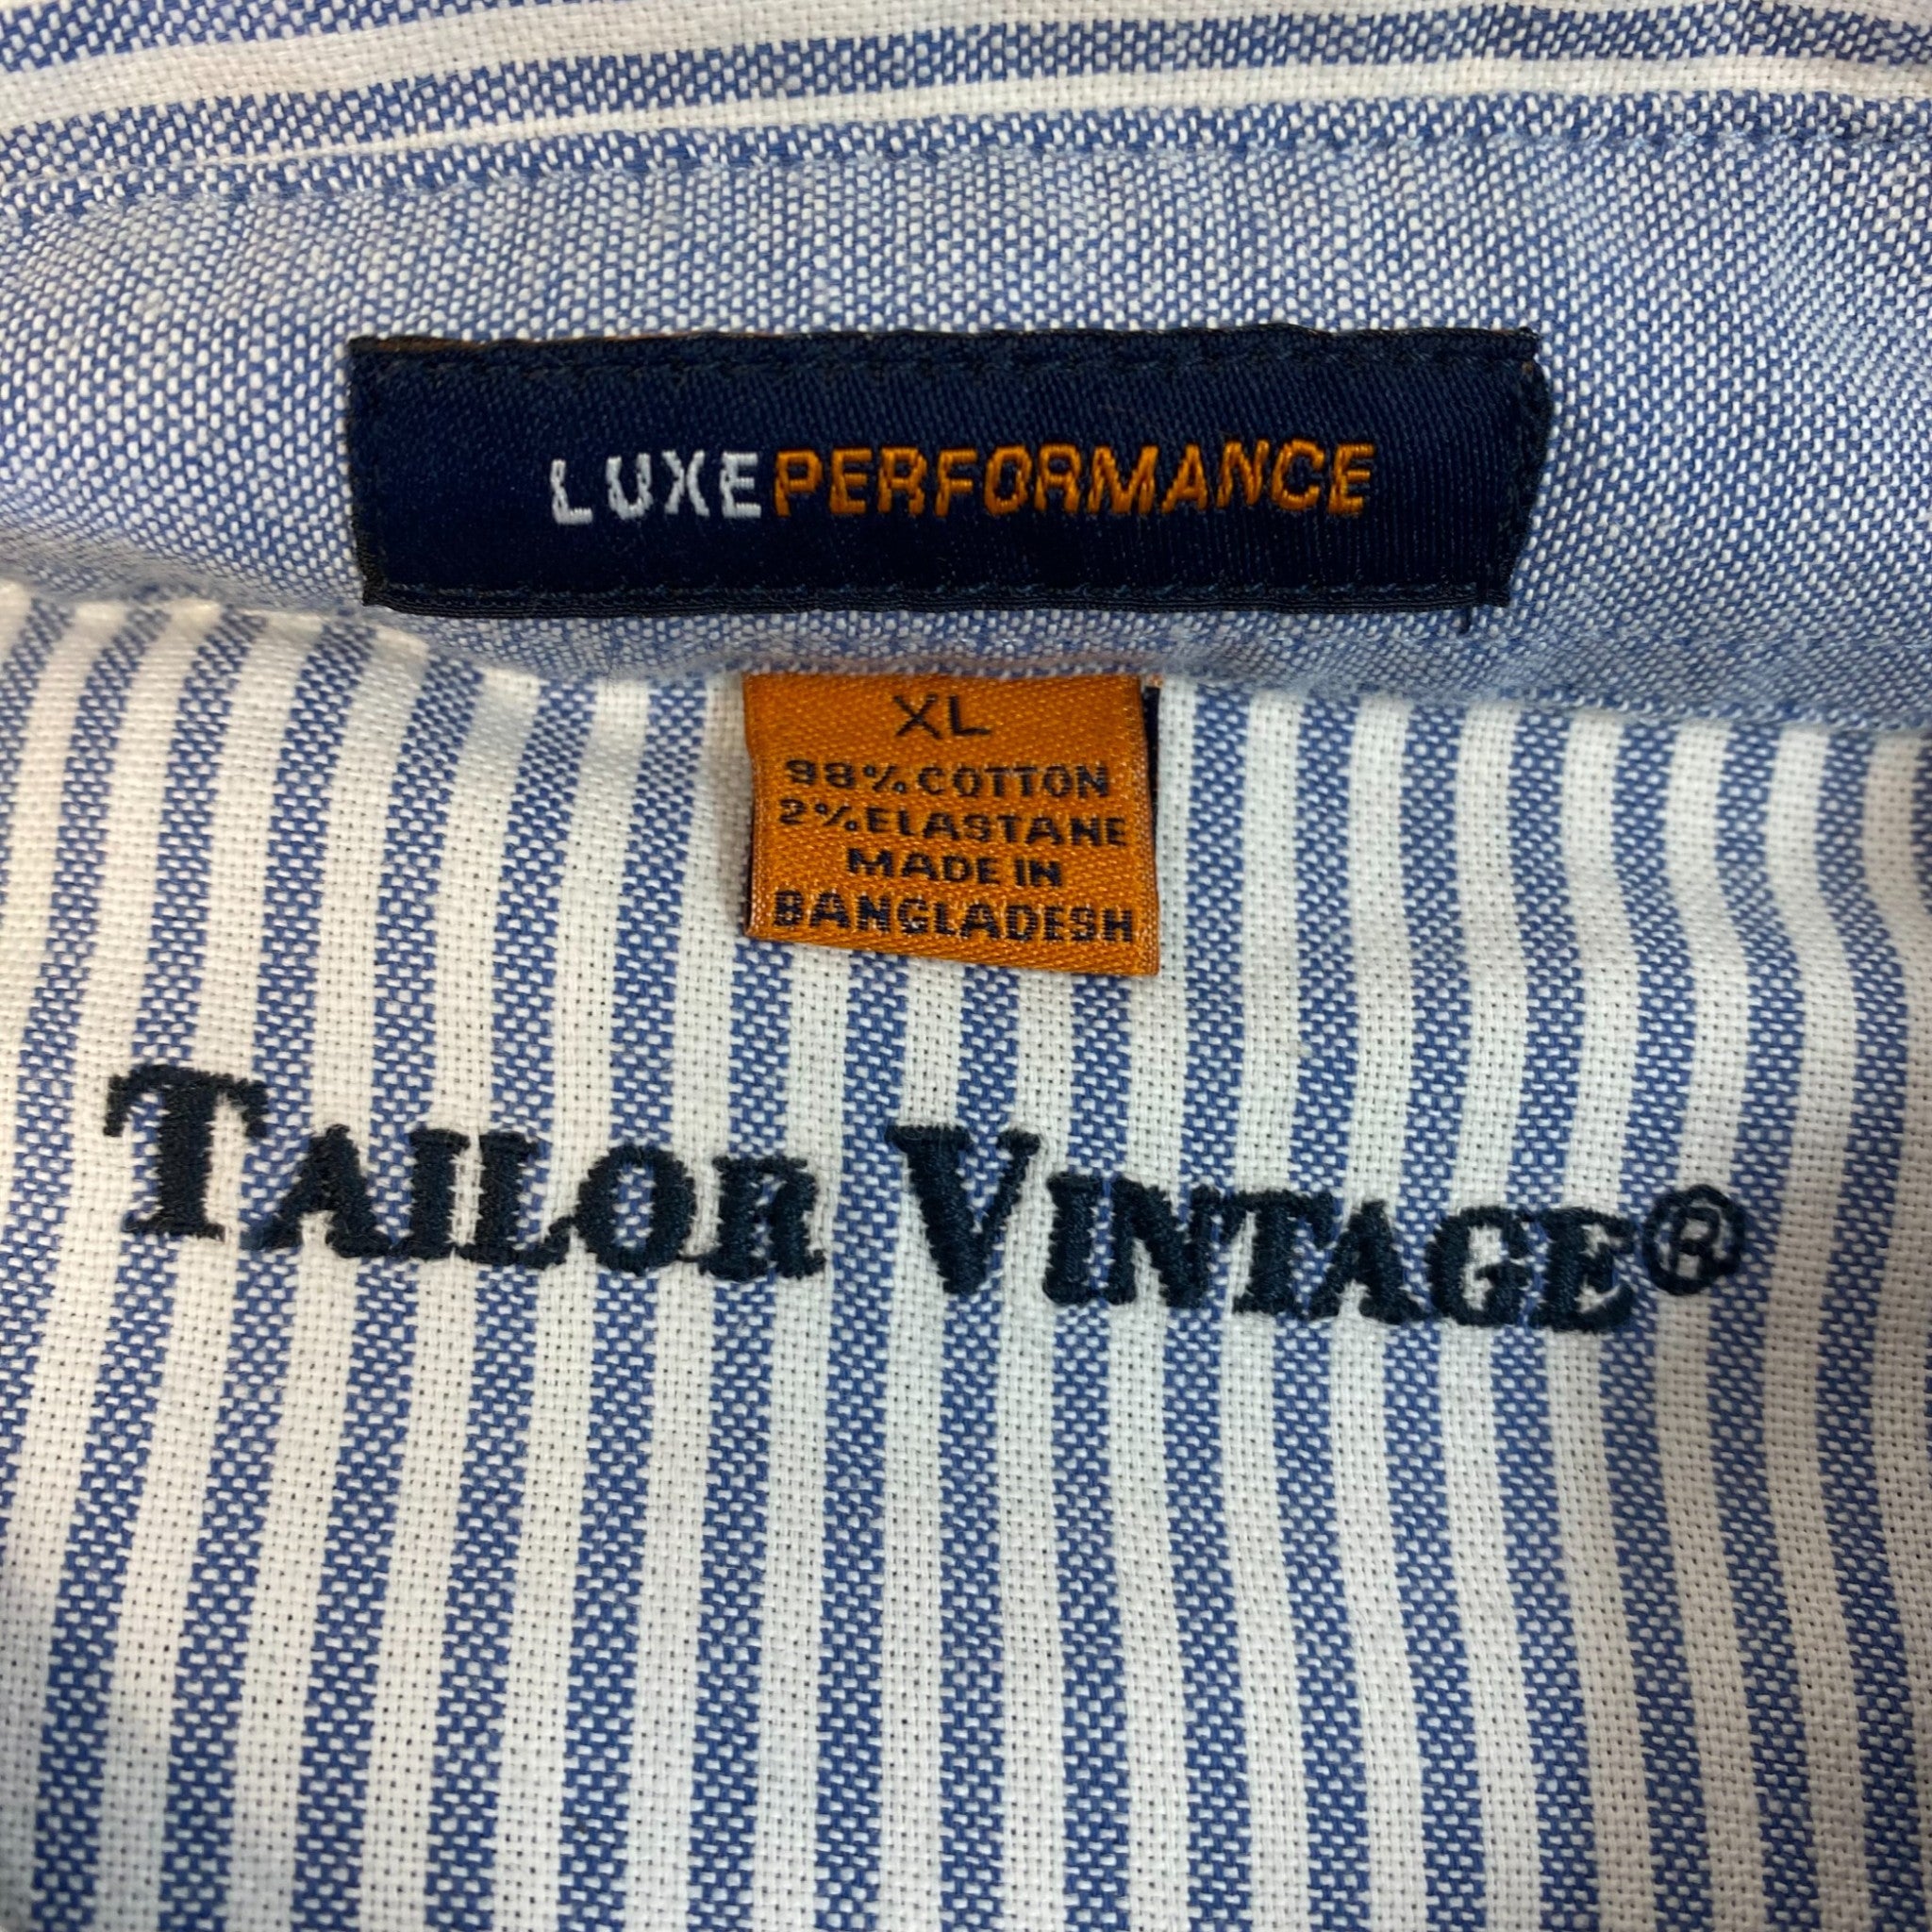 LUXEPERFORMANCE
XL
98% COTTON
2% ELASTANE
MADE IN
BANGLADESH
TAILOR VINTAGE®